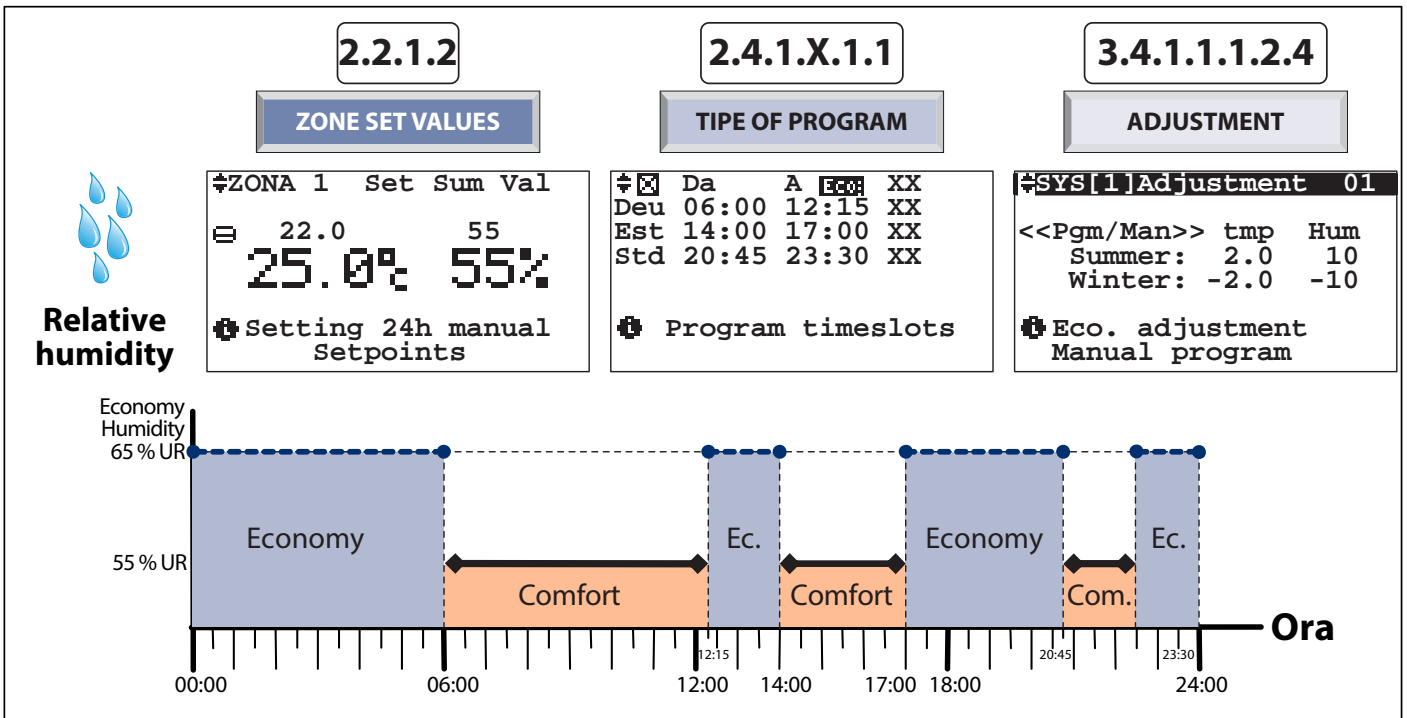 2.2.1.2
2.4.1.X.1.1
3.4.1.1.1.2.4
ZONE SET VALUES
TIPE OF PROGRAM
ADJUSTMENT
Relative
humidity
ZONA 1 Set Sum Val
22.0 55
25.0°c 55%
Setting 24h manual
Setpoints
Da A ECO: XX
Deu 06:00 12:15 XX
Est 14:00 17:00 XX
Std 20:45 23:30 XX
Program timeslots
SYS[1]Adjustment 01
<<Pgm/Man>> tmp Hum
Summer: 2.0 10
Winter: -2.0 -10
Eco. adjustment
Manual program
Economy
Humidity
65 % UR
55 % UR
Economy
Comfort
Ec.
Comfort
Economy
Com.
Ec.
Ora
12:15
20:45
23:30
00:00
06:00
12:00
14:00
17:00
18:00
24:00